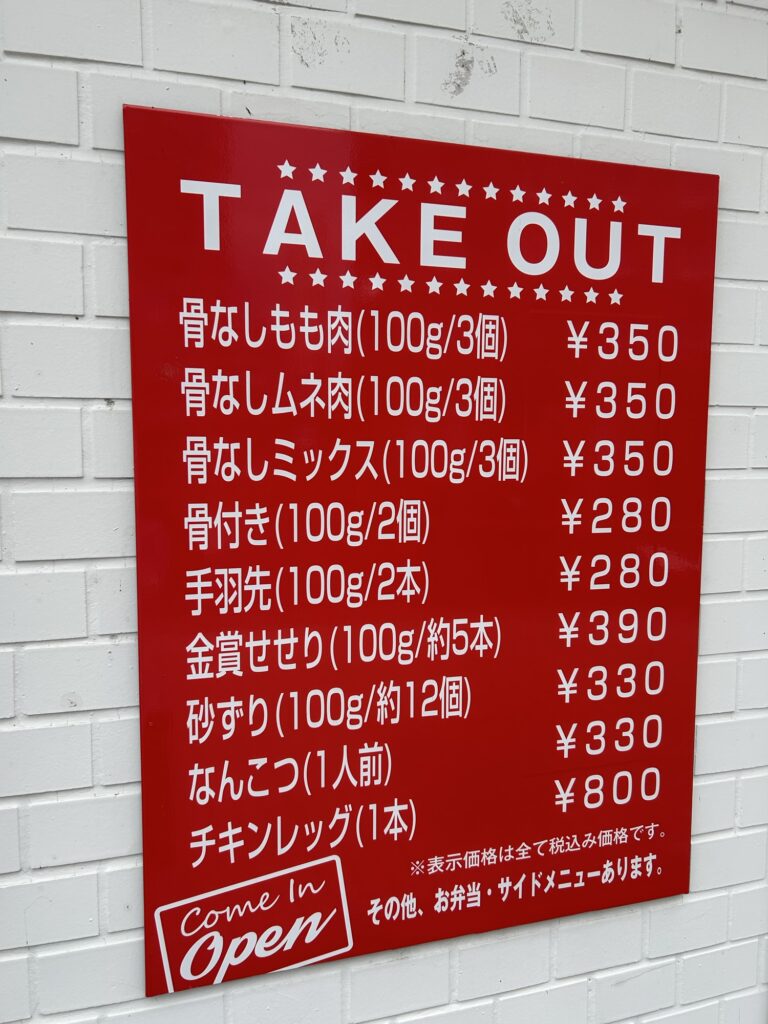 TAKE OUT
骨なしもも肉(100g/3個) ¥350
骨なしムネ肉(100g/3個) ¥350
骨なしミックス(100g/3個) ¥350
骨付き(100g/2個) ¥280
手羽先(100g/2本) ¥280
金賞せせり(100g/約5本) ¥390
砂ずり(100g/約12個) ¥330
なんこつ(1人前) ¥330
チキンレッグ(1本) ¥800
※表示価格は全て税込み価格です。
その他、お弁当・サイドメニューあります。
Come In
Open